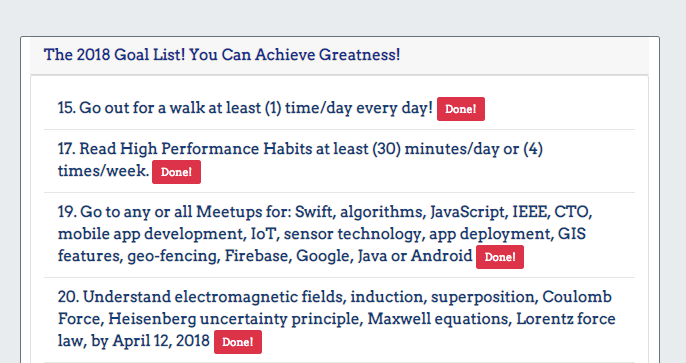 The 2018 Goal List! You Can Achieve Greatness!
15. Go out for a walk at least (1) time/day every day! Done!
17. Read High Performance Habits at least (30) minutes/day or (4)
times/week. Done!
19. Go to any or all Meetups for: Swift, algorithms, JavaScript, IEEE, CTO,
mobile app development, IoT, sensor technology, app deployment, GIS
features, geo-fencing, Firebase, Google, Java or Android Done!
20. Understand electromagnetic fields, induction, superposition, Coulomb
Force, Heisenberg uncertainty principle, Maxwell equations, Lorentz force
law, by April 12, 2018 Done!